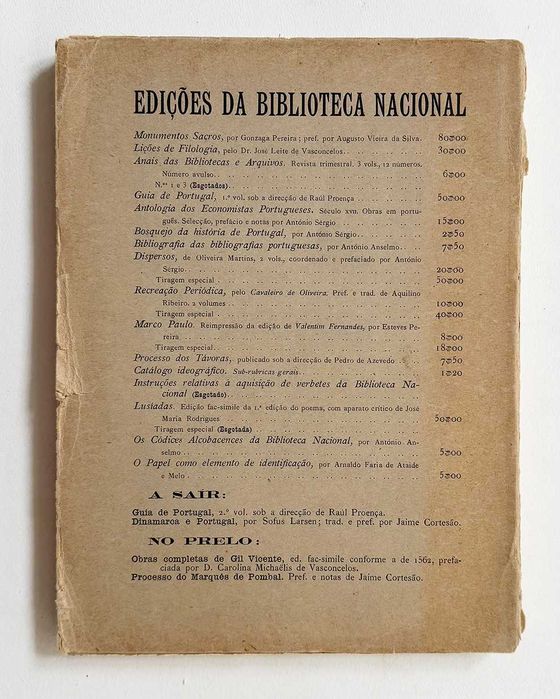 EDIÇÕES DA BIBLIOTECA NACIONAL
Monumentos Sacros, por Gonzaga Pereira; pref. por Augusto Vieira da Silva. 80$00
Lições de Filologia, pelo Dr. José Leite de Vasconcelos. 30$00
Anais das Bibliotecas e Arquivos. Revista trimestral. 3 vols., 12 números.
Número avulso. 6$00
N.os 1 e 3 (Esgotados).
Guia de Portugal, 1.º vol. sob a direcção de Raúl Proença 50$00
Antologia dos Economistas Portugueses. Século XVII. Obras em portu-
guês. Selecção, prefácio e notas por António Sérgio 15$00
Bosquejo da história de Portugal, por António Sérgio. 2$50
Bibliografia das bibliografias portuguesas, por António Anselmo. 7$50
Dispersos, de Oliveira Martins, 2 vols., coordenado e prefaciado por António
Sérgio. 20$00
Tiragem especial 50$00
Recreação Periódica, pelo Cavaleiro de Oliveira. Pref. e trad. de Aquilino
Ribeiro. 2 volumes 10$00
Tiragem especial 40$00
Marco Paulo. Reimpressão da edição de Valentim Fernandes, por Esteves Pe-
reira 8$00
Tiragem especial. 18$00
Processo dos Távoras, publicado sob a direcção de Pedro de Azevedo 7$50
Catálogo ideográfico. Sub-rubricas gerais. 1$20
Instruções relativas à aquisição de verbetes da Biblioteca Na-
cional (Esgotado)
Lusíadas. Edição fac-simile da 1.ª edição do poema, com aparato crítico de José
Maria Rodrigues 50$00
Tiragem especial (Esgotada)
Os Códices Alcobacences da Biblioteca Nacional, por António An-
selmo 5$00
O Papel como elemento de identificação, por Arnaldo Faria de Ataide
e Melo 5$00
A SAÍR:
Guia de Portugal, 2.º vol. sob a direcção de Raúl Proença.
Dinamarca e Portugal, por Sofus Larsen; trad. e pref. por Jaime Cortesão.
NO PRELO:
Obras completas de Gil Vicente, ed. fac-simile conforme a de 1562, prefa-
ciada por D. Carolina Michaëlis de Vasconcelos.
Processo do Marquês de Pombal. Pref. e notas de Jaime Cortesão.